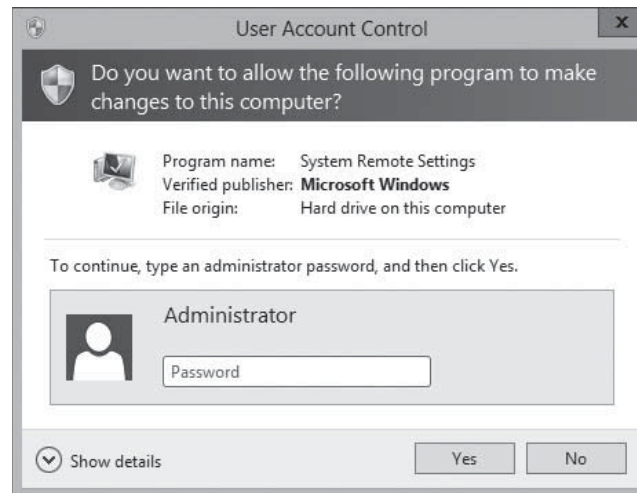 User Account Control
x
Do you want to allow the following program to make
changes to this computer?
Program name: System Remote Settings
Verified publisher: Microsoft Windows
File origin: Hard drive on this computer
To continue, type an administrator password, and then click Yes.
Administrator
Password
Show details
Yes
No